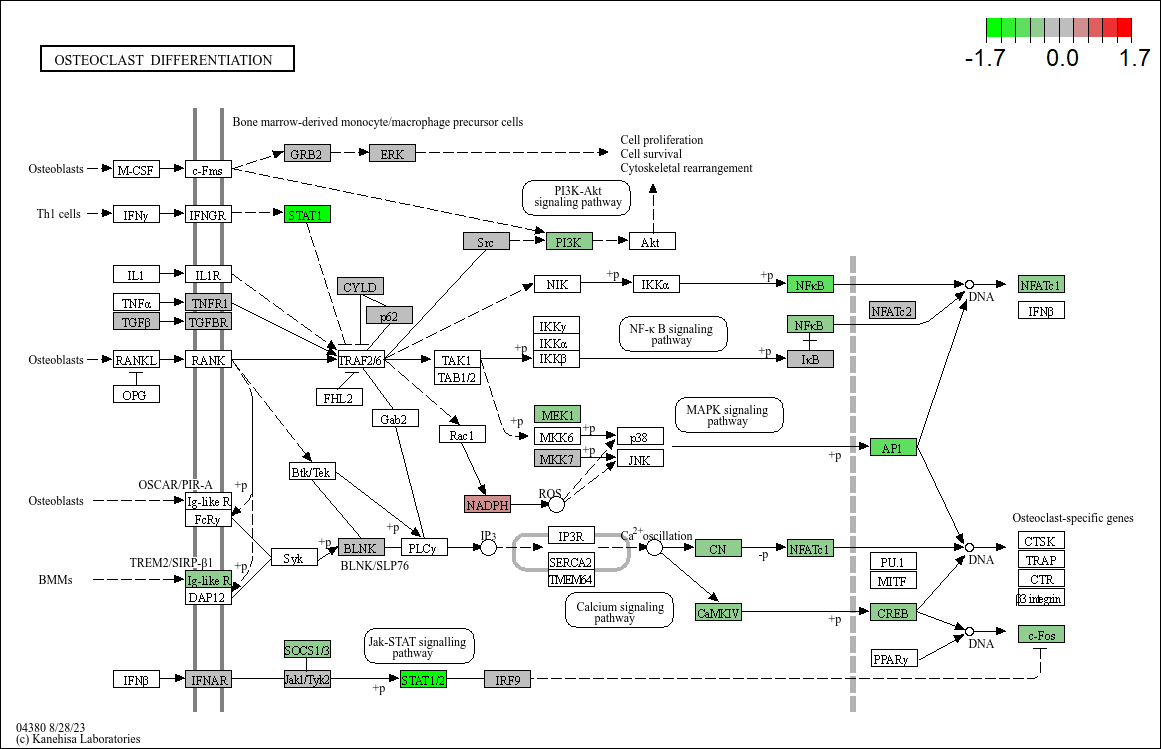 -1.7 0.0 1.7
OSTEOCLAST DIFFERENTIATION
Bone marrow-derived monocyte/macrophage precursor cells
Osteoblasts
M-CSF
c-Fms
GRB2
ERK
Cell proliferation
Cell survival
Cytoskeletal rearrangement
PI3K-Akt
signaling pathway
Th1 cells
IFNγ
IFNGR
STAT1
Src
PI3K
Akt
IL1
IL1R
CYLD
NIK
+p
IKKα
+p
NFκB
DNA
NFATc1
TNFα
TNFR1
p62
NFATc2
IFNβ
TGFβ
TGFBR
IKKγ
IKKα
IKKβ
NF-κ B signaling
pathway
NFκB
Osteoblasts
RANKL
RANK
TRAF2/6
TAK1
TAB1/2
+p
+p
IκB
OPG
FHL2
Gab2
Rac1
+p
MEK1
MKK6
MKK7
+p
+p
p38
JNK
MAPK signaling
pathway
+p
AP1
Btk/Tek
OSCAR/PIR-A
+p
Osteoblasts
Ig-like R
FcRγ
NADPH
ROS
Osteoclast-specific genes
+p
Syk
+p
BLNK
PLCγ
BLNK/SLP76
IP3
IP3R
SERCA2
TMEM64
Ca2+ oscillation
CN
-p
NFATc1
DNA
CTSK
TRAP
CTR
β3 integrin
PU.1
MITF
TREM2/SIRP-β1
+p
BMMs
Ig-like R
DAP12
Calcium signaling
pathway
CaMKIV
+p
CREB
DNA
c-Fos
PPARγ
SOCS1/3
Jak-STAT signalling
pathway
IFNβ
IFNAR
Jak1/Tyk2
+p
STAT1/2
IRF9
04380 8/28/23
(c) Kanehisa Laboratories